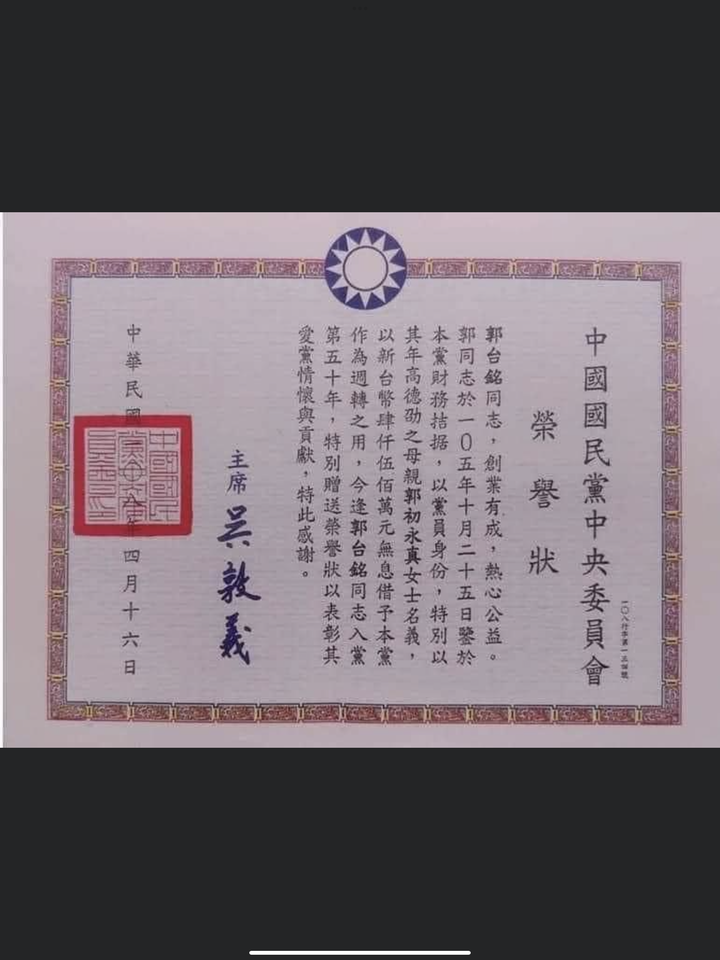 中國國民黨中央委員會
一〇八行李第一三四號
榮譽狀
郭台銘同志，創業有成，熱心公益。
郭同志於一0五年十月二十五日鑒於
本黨財務拮据，以黨員身份，特別以
其年高德劭之母親郭初永真女士名義，
以新台幣肆仟伍佰萬元無息借予本黨
作為週轉之用，今逢郭台銘同志入黨
第五十年，特別贈送榮譽狀以表彰其
愛黨情懷與貢獻，特此感謝。
主席 吳敦義
中華民國一〇八年四月十六日